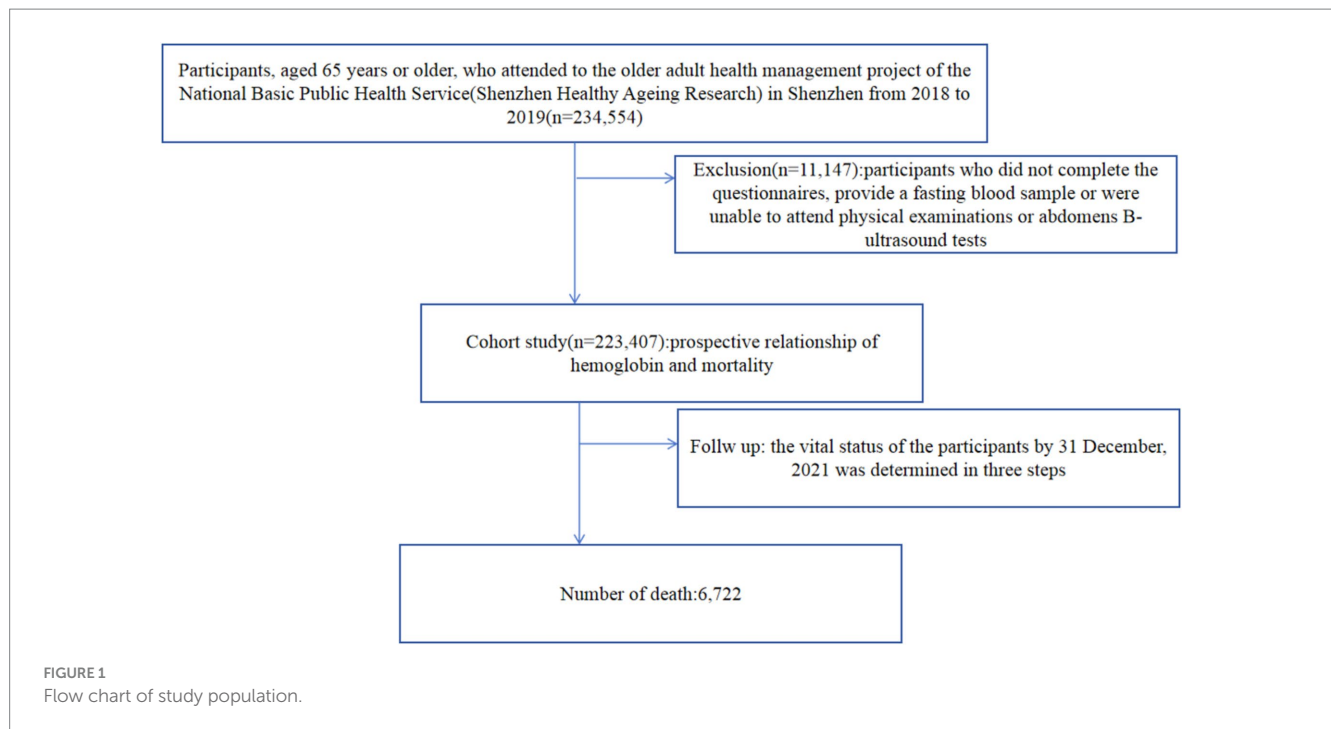 Participants, aged 65 years or older, who attended to the older adult health management project of the
National Basic Public Health Service(Shenzhen Healthy Ageing Research) in Shenzhen from 2018 to
2019(n=234,554)
Exclusion(n=11,147):participants who did not complete the
questionnaires, provide a fasting blood sample or were
unable to attend physical examinations or abdomens B-
ultrasound tests
Cohort study(n=223,407):prospective relationship of
hemoglobin and mortality
Follw up: the vital status of the participants by 31 December,
2021 was determined in three steps
Number of death:6,722
FIGURE 1
Flow chart of study population.